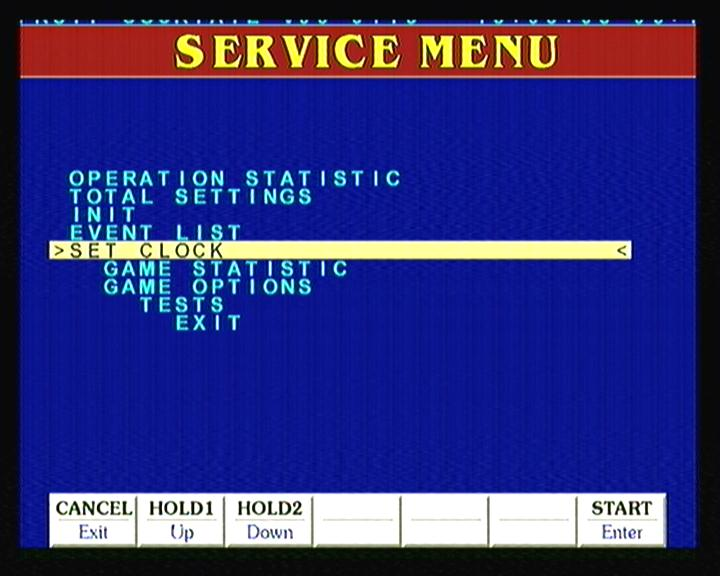 SERVICE MENU
OPERATION STATISTIC
TOTAL SETTINGS
INIT
EVENT LIST
>SET CLOCK <
GAME STATISTIC
GAME OPTIONS
TESTS
EXIT
CANCEL HOLD1 HOLD2 START
Exit Up Down Enter